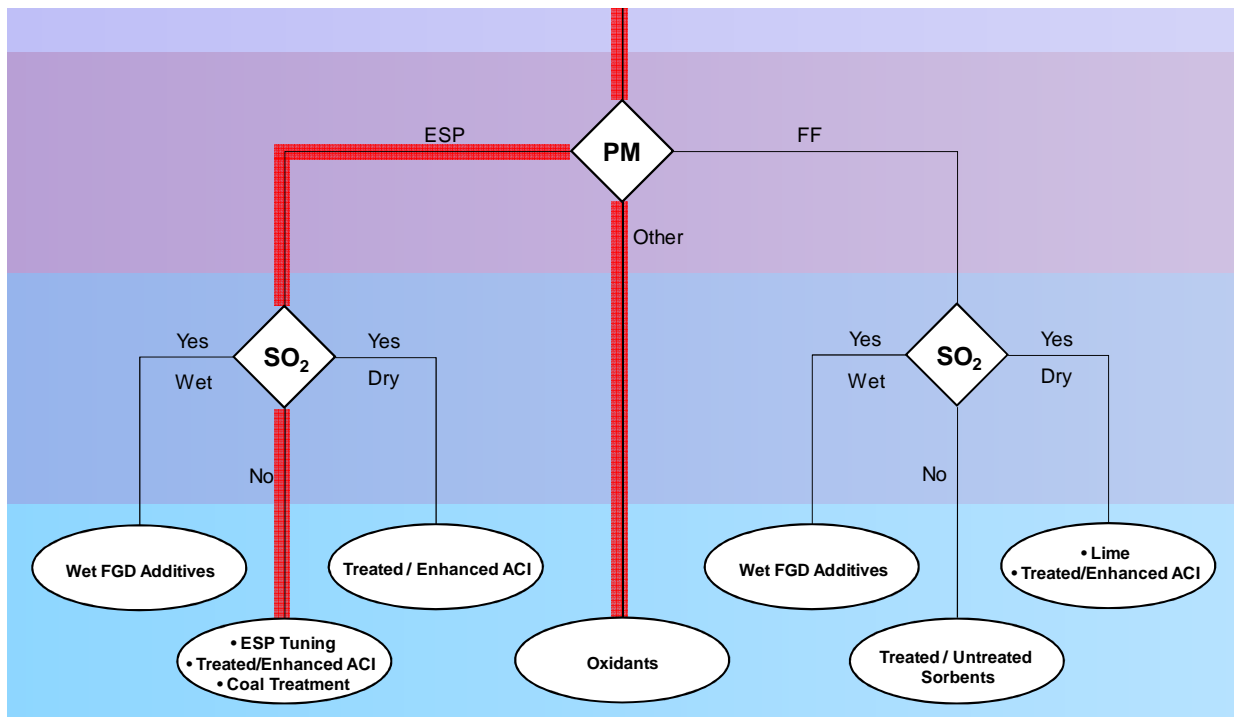 ESP
PM
FF
Other
Yes
Wet
SO₂
Yes
Dry
No
Yes
Wet
SO₂
Yes
Dry
No
Wet FGD Additives
Treated / Enhanced ACI
Wet FGD Additives
• Lime
• Treated/Enhanced ACI
• ESP Tuning
• Treated/Enhanced ACI
• Coal Treatment
Oxidants
Treated / Untreated
Sorbents